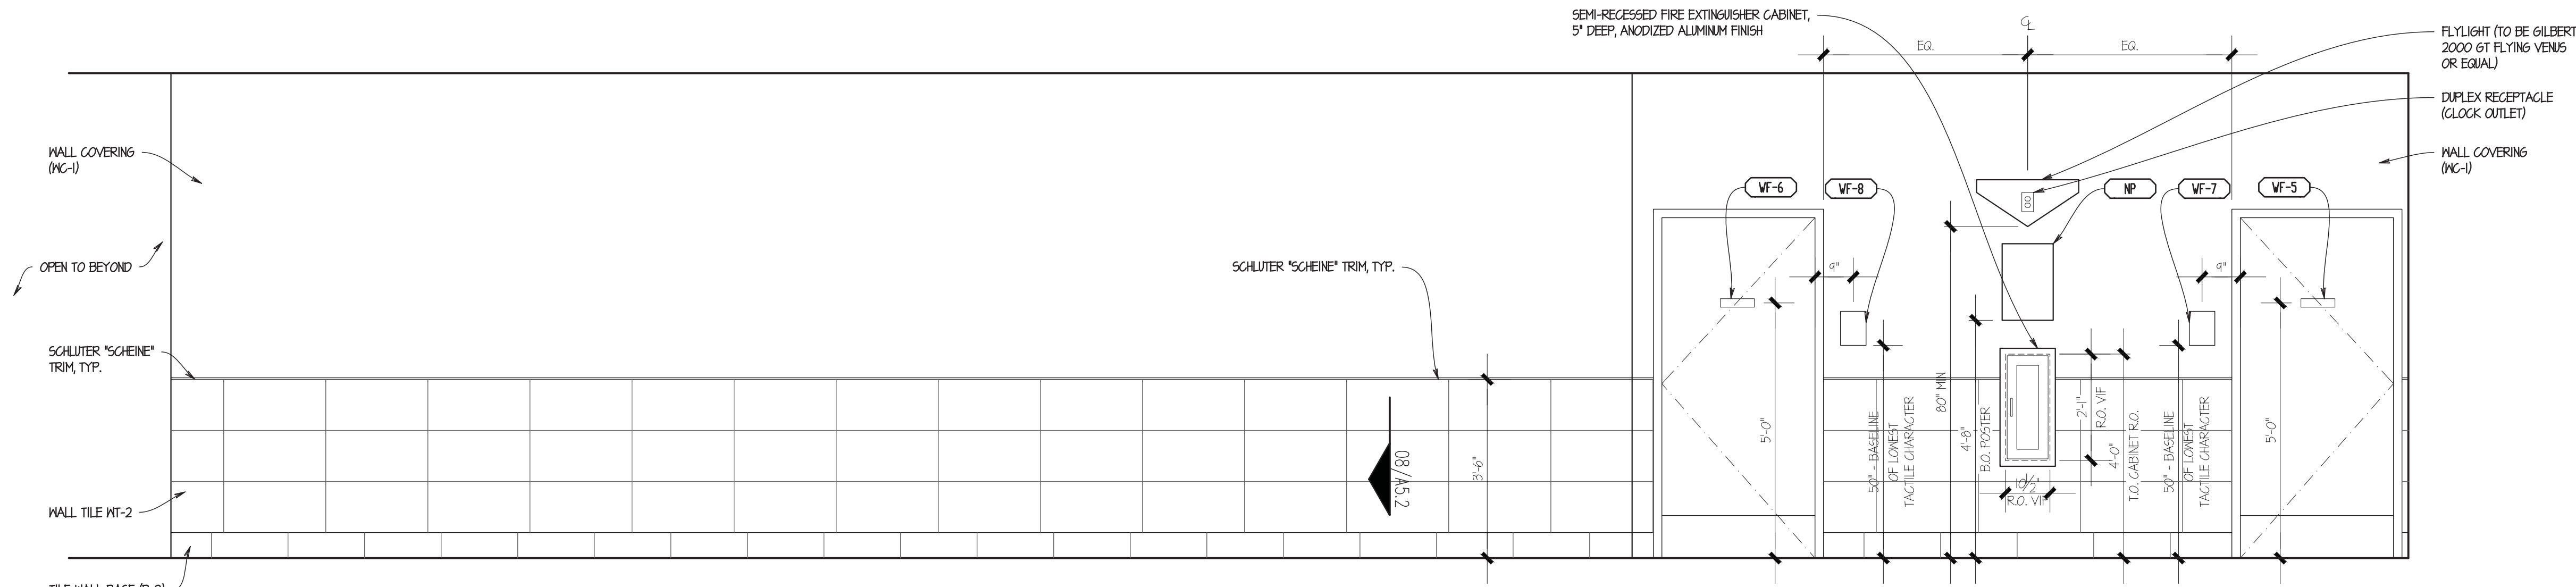 SEMI-RECESSED FIRE EXTINGUISHER CABINET,
5" DEEP, ANODIZED ALUMINUM FINISH
EQ.
EQ.
FLYLIGHT (TO BE GILBERT
2000 GT FLYING VENUS
OR EQUAL)
DUPLEX RECEPTACLE
(CLOCK OUTLET)
WALL COVERING
(WC-1)
WALL COVERING
(WC-1)
WF-6
WF-8
NP
WF-7
WF-5
OPEN TO BEYOND
SCHLUTER "SCHEINE" TRIM, TYP.
9"
9"
SCHLUTER "SCHEINE"
TRIM, TYP.
WALL TILE WT-2
08/A5.2
3'-6"
5'-0"
50" - BASELINE
OF LOWEST
TACTILE CHARACTER
80" MIN
4'-8"
B.O. POSTER
2'-1"
R.O. VIF
10 1/2"
R.O. VIF
4'-0"
T.O. CABINET R.O.
50" - BASELINE
OF LOWEST
TACTILE CHARACTER
5'-0"